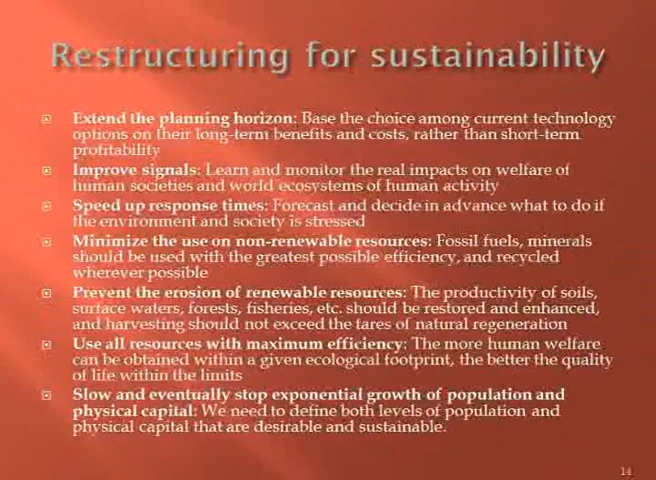 Restructuring for sustainability
Extend the planning horizon: Base the choice among current technology
options on their long-term benefits and costs, rather than short-term
profitability
Improve signals: Learn and monitor the real impacts on welfare of
human societies and world ecosystems of human activity
Speed up response times: Forecast and decide in advance what to do if
the environment and society is stressed
Minimize the use on non-renewable resources: Fossil fuels, minerals
should be used with the greatest possible efficiency, and recycled
wherever possible
Prevent the erosion of renewable resources: The productivity of soils,
surface waters, forests, fisheries, etc. should be restored and enhanced,
and harvesting should not exceed the tares of natural regeneration
Use all resources with maximum efficiency: The more human welfare
can be obtained within a given ecological footprint, the better the quality
of life within the limits
Slow and eventually stop exponential growth of population and
physical capital: We need to define both levels of population and
physical capital that are desirable and sustainable.
14